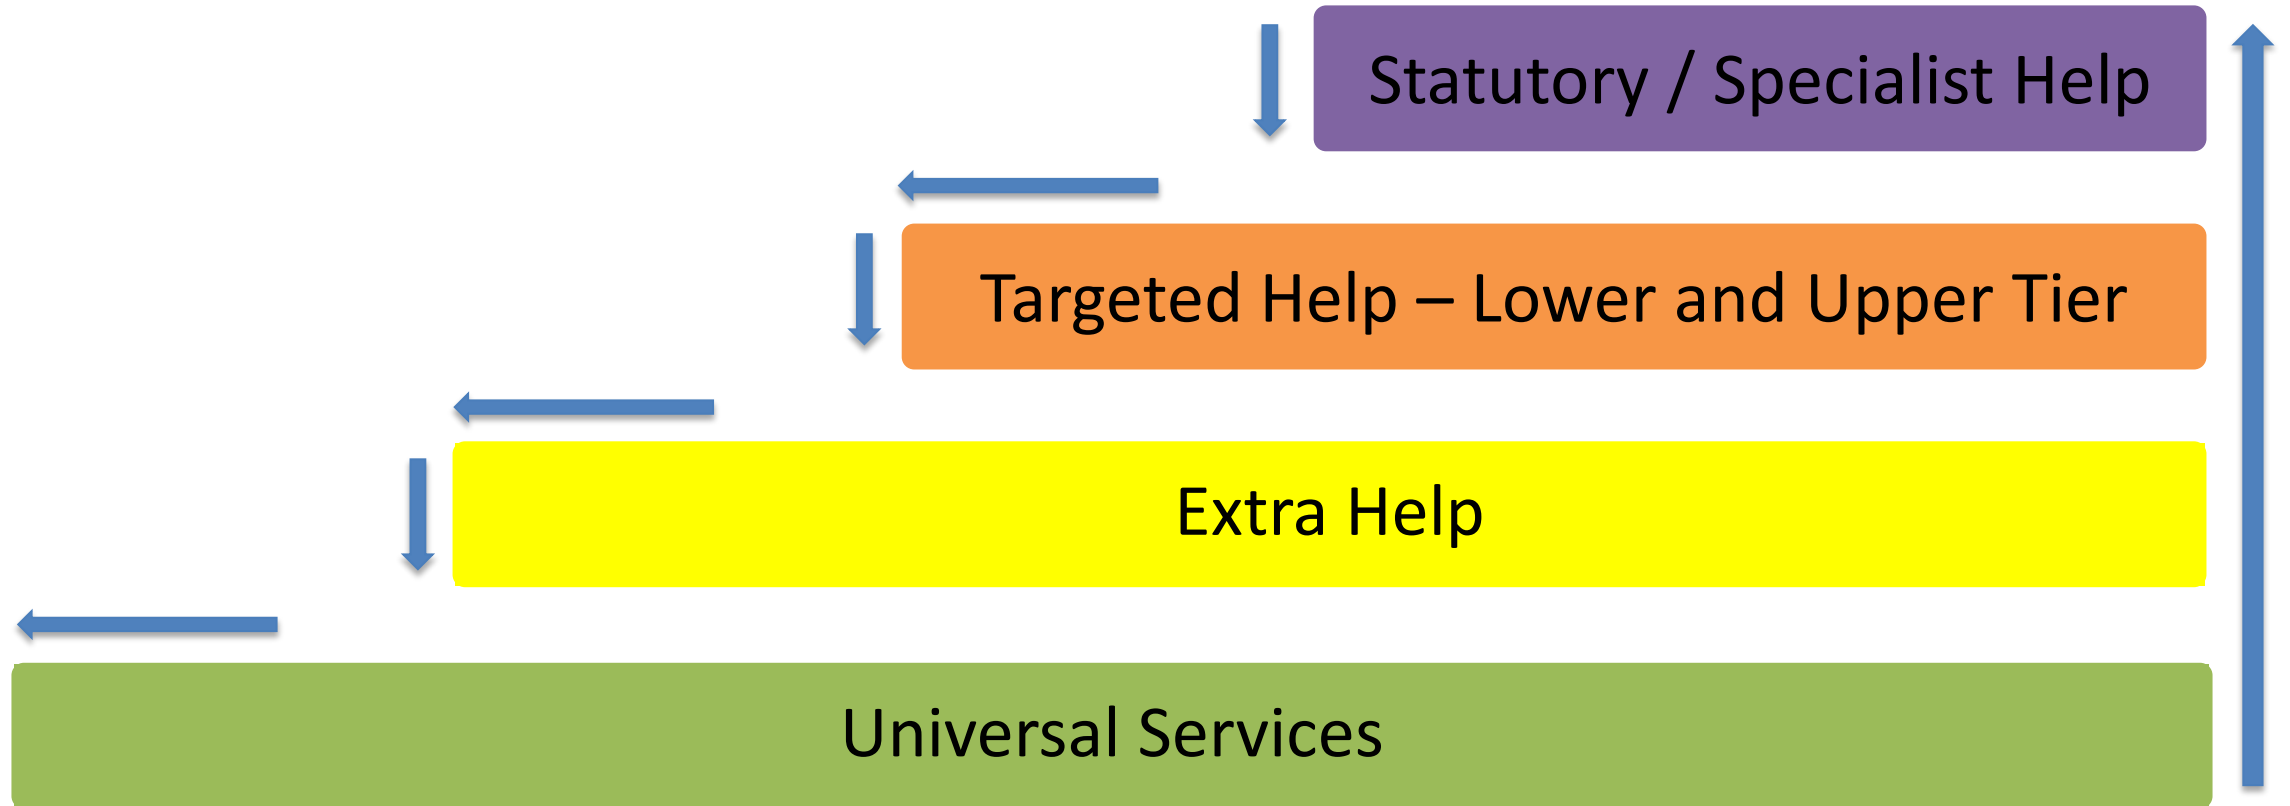 Statutory / Specialist Help
Targeted Help – Lower and Upper Tier
Extra Help
Universal Services